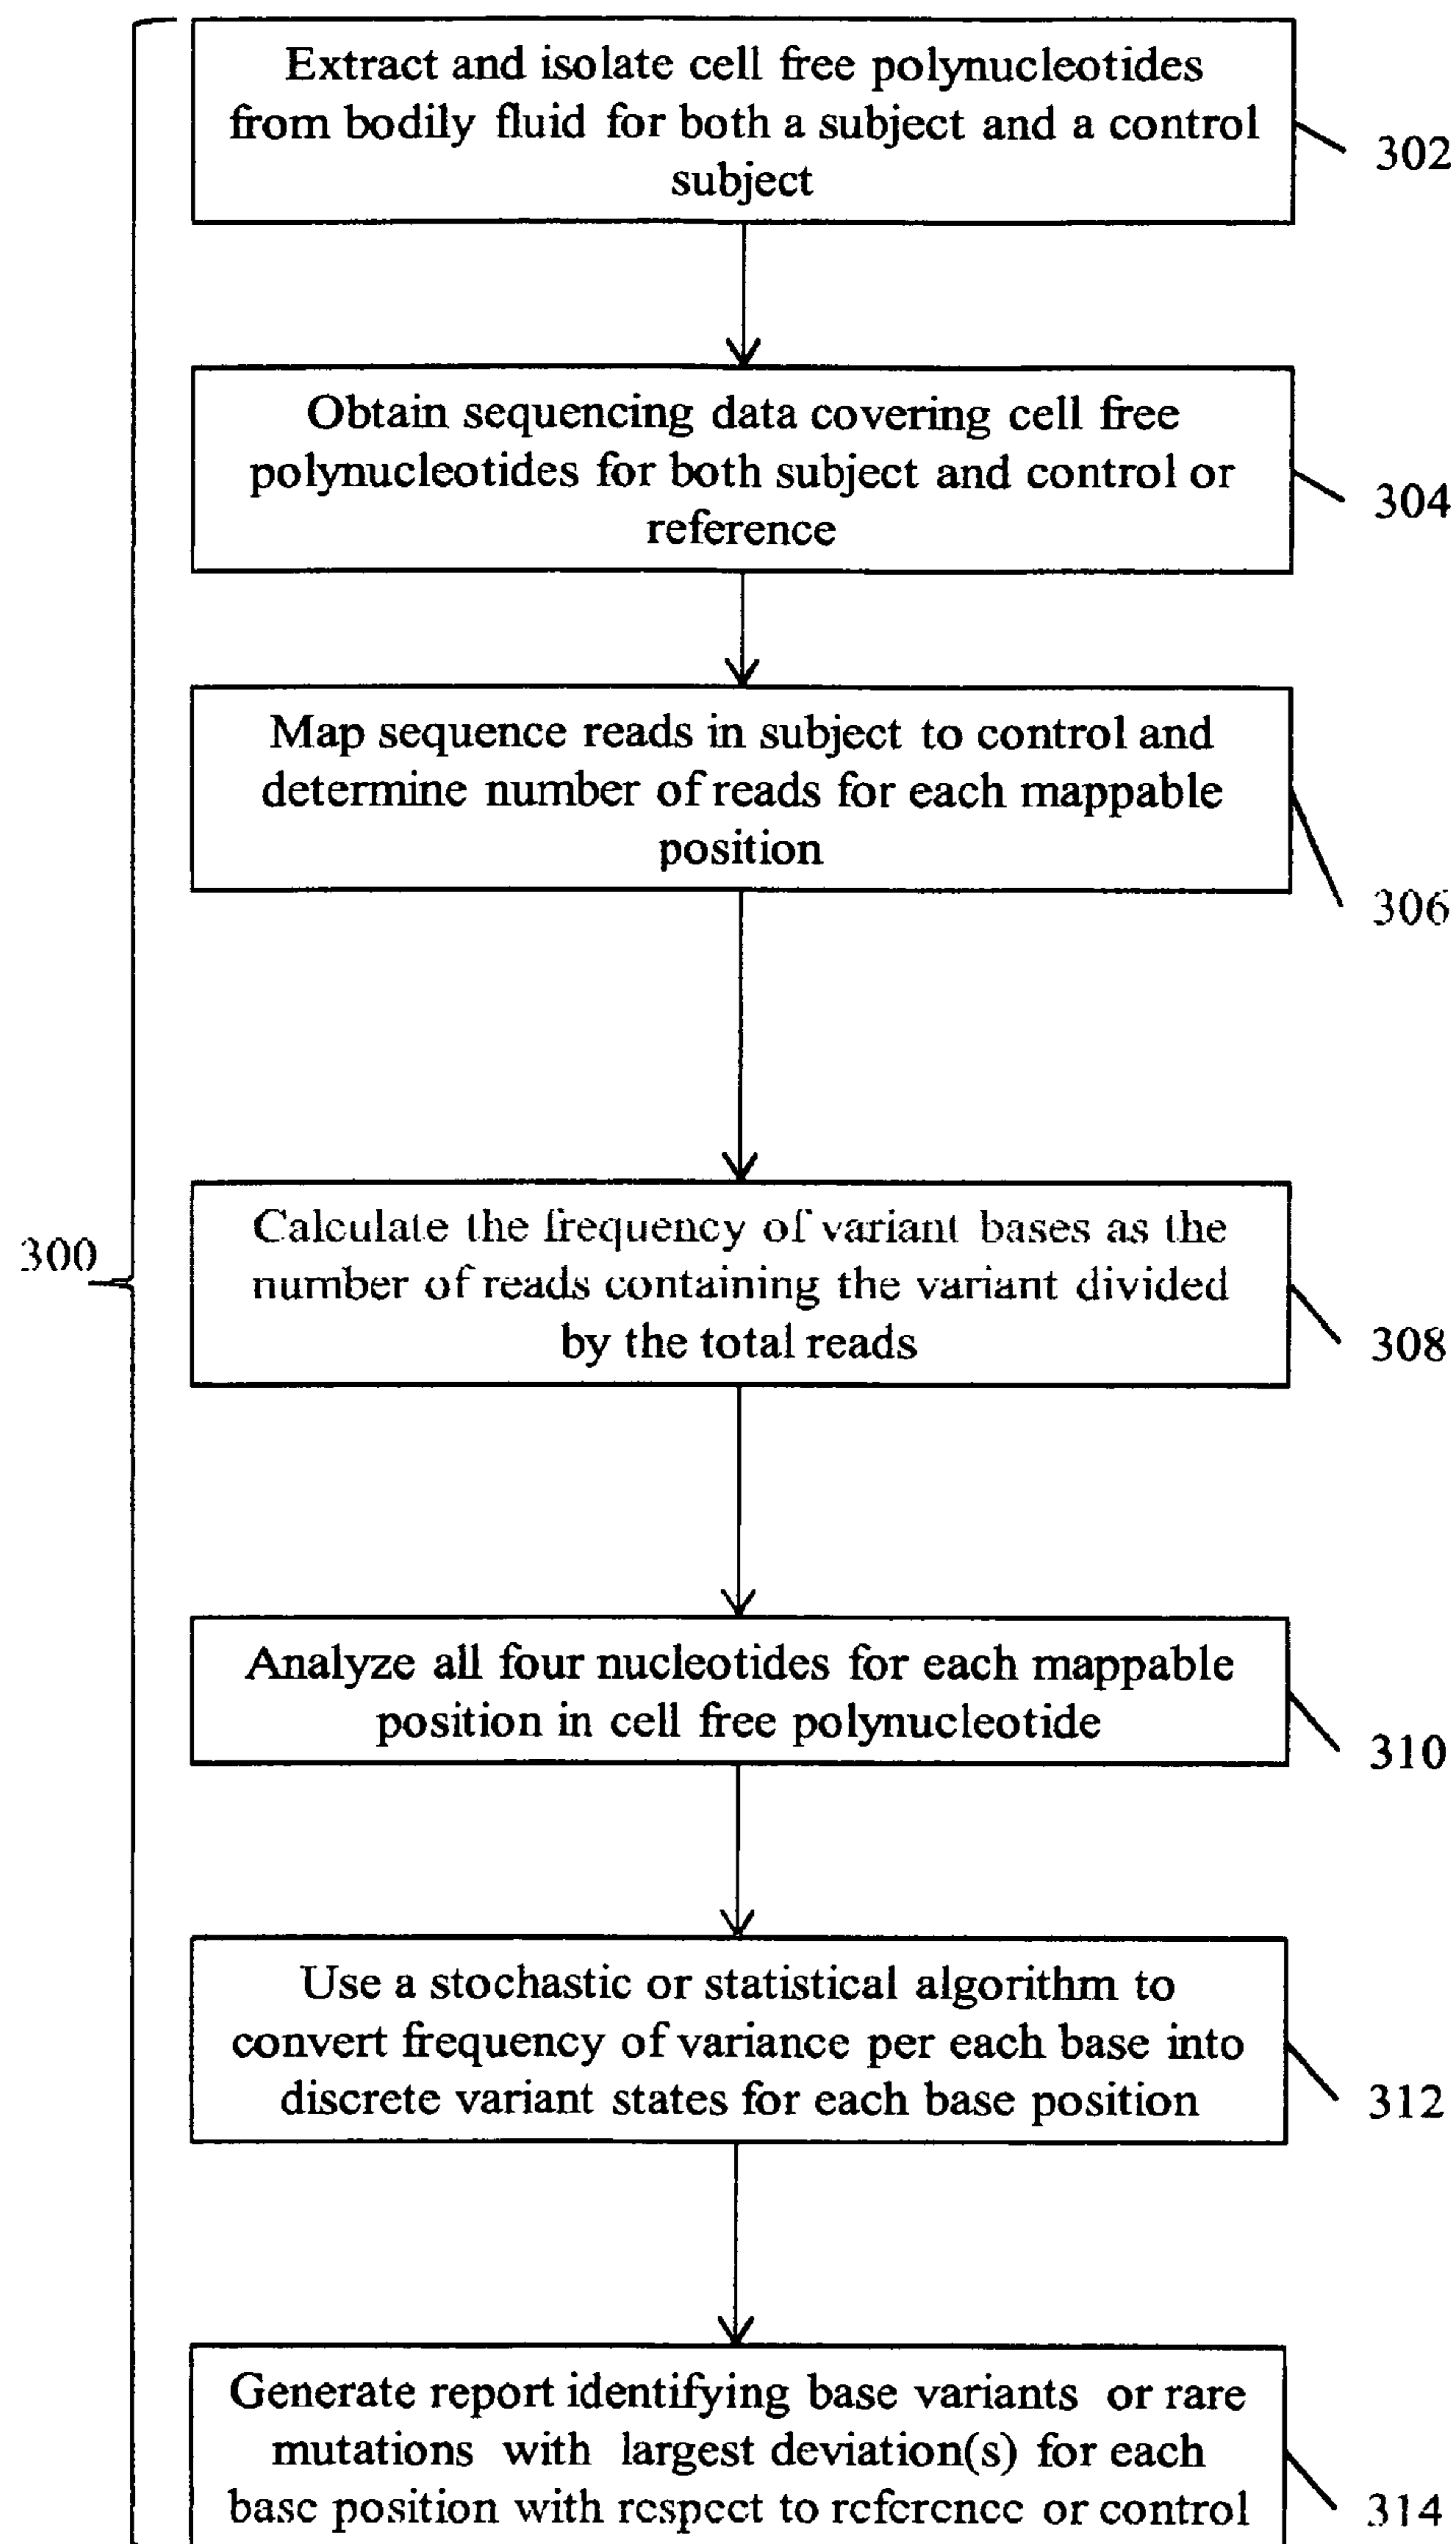 Extract and isolate cell free polynucleotides
from bodily fluid for both a subject and a control
subject
302
Obtain sequencing data covering cell free
polynucleotides for both subject and control or
reference
304
Map sequence reads in subject to control and
determine number of reads for each mappable
position
306
300
Calculate the frequency of variant bases as the
number of reads containing the variant divided
by the total reads
308
Analyze all four nucleotides for each mappable
position in cell free polynucleotide
310
Use a stochastic or statistical algorithm to
convert frequency of variance per each base into
discrete variant states for each base position
312
Generate report identifying base variants or rare
mutations with largest deviation(s) for each
base position with respect to reference or control
314